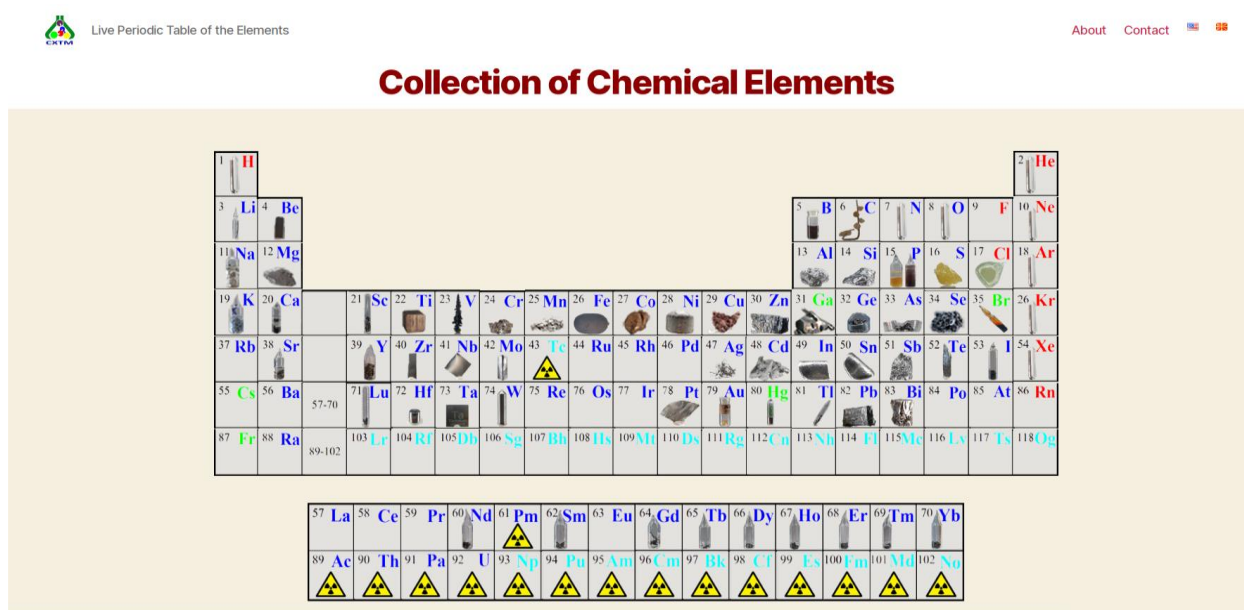 CXTM
Live Periodic Table of the Elements
About Contact
Collection of Chemical Elements
1 H 2 He
3 Li 4 Be 5 B 6 C 7 N 8 O 9 F 10 Ne
11 Na 12 Mg 13 Al 14 Si 15 P 16 S 17 Cl 18 Ar
19 K 20 Ca 21 Sc 22 Ti 23 V 24 Cr 25 Mn 26 Fe 27 Co 28 Ni 29 Cu 30 Zn 31 Ga 32 Ge 33 As 34 Se 35 Br 26 Kr
37 Rb 38 Sr 39 Y 40 Zr 41 Nb 42 Mo 43 Tc 44 Ru 45 Rh 46 Pd 47 Ag 48 Cd 49 In 50 Sn 51 Sb 52 Te 53 I 54 Xe
55 Cs 56 Ba 57-70 71 Lu 72 Hf 73 Ta 74 W 75 Re 76 Os 77 Ir 78 Pt 79 Au 80 Hg 81 Tl 82 Pb 83 Bi 84 Po 85 At 86 Rn
87 Fr 88 Ra 89-102 103 Lr 104 Rf 105 Db 106 Sg 107 Bh 108 Hs 109 Mt 110 Ds 111 Rg 112 Cn 113 Nh 114 Fl 115 Mc 116 Lv 117 Ts 118 Og
57 La 58 Ce 59 Pr 60 Nd 61 Pm 62 Sm 63 Eu 64 Gd 65 Tb 66 Dy 67 Ho 68 Er 69 Tm 70 Yb
89 Ac 90 Th 91 Pa 92 U 93 Np 94 Pu 95 Am 96 Cm 97 Bk 98 Cf 99 Es 100 Fm 101 Md 102 No